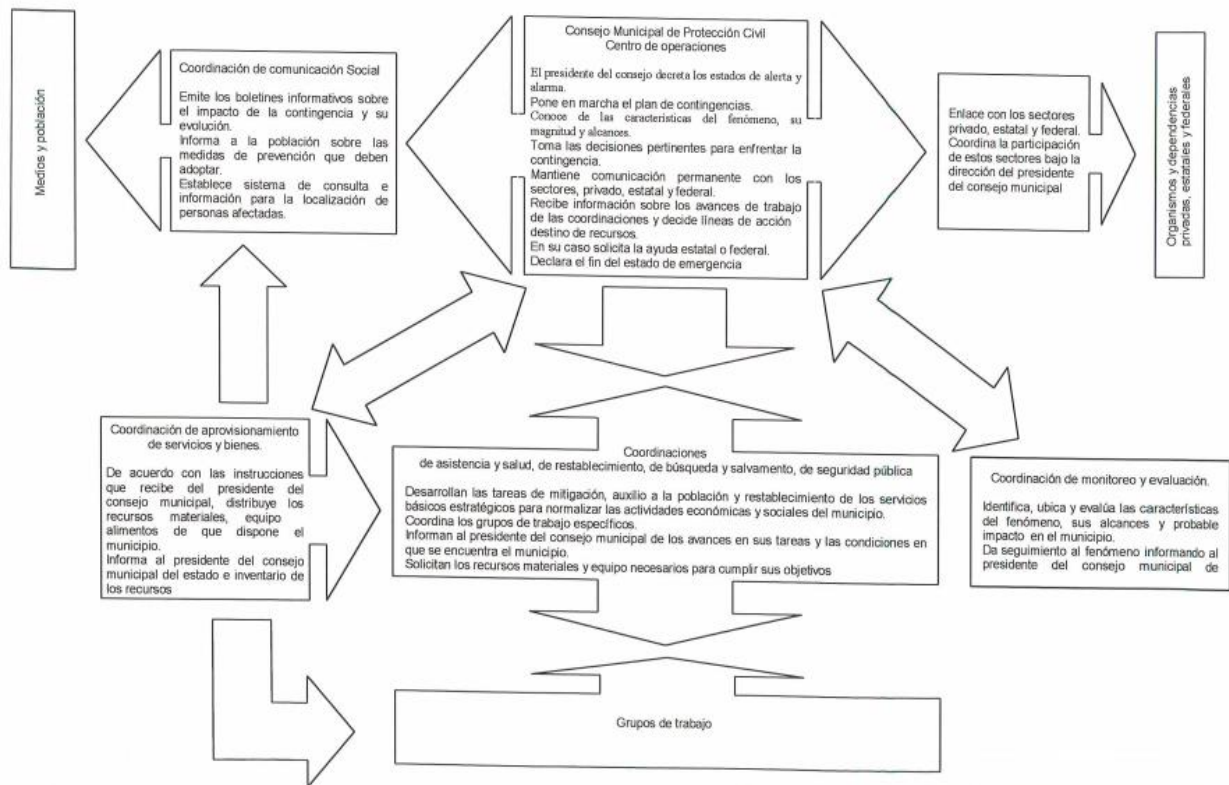 Medios y población
Coordinación de comunicación Social
Emite los boletines informativos sobre
el impacto de la contingencia y su
evolución.
Informa a la población sobre las
medidas de prevención que deben
adoptar.
Establece sistema de consulta e
información para la localización de
personas afectadas.
Consejo Municipal de Protección Civil
Centro de operaciones
El presidente del consejo decreta los estados de alerta y
alarma.
Pone en marcha el plan de contingencias.
Conoce de las características del fenómeno, su
magnitud y alcances.
Toma las decisiones pertinentes para enfrentar la
contingencia.
Mantiene comunicación permanente con los
sectores, privado, estatal y federal.
Recibe información sobre los avances de trabajo
de las coordinaciones y decide líneas de acción
destino de recursos.
En su caso solicita la ayuda estatal o federal.
Declara el fin del estado de emergencia
Enlace con los sectores
privado, estatal y federal.
Coordina la participación
de estos sectores bajo la
dirección del presidente
del consejo municipal
Organismos y dependencias
privadas, estatales y federales
Coordinación de aprovisionamiento
de servicios y bienes.
De acuerdo con las instrucciones
que recibe del presidente del
consejo municipal, distribuye los
recursos materiales, equipo
alimentos de que dispone el
municipio.
Informa al presidente del consejo
municipal del estado e inventario de
los recursos
Coordinaciones
de asistencia y salud, de restablecimiento, de búsqueda y salvamento, de seguridad pública
Desarrollan las tareas de mitigación, auxilio a la población y restablecimiento de los servicios
básicos estratégicos para normalizar las actividades económicas y sociales del municipio.
Coordina los grupos de trabajo específicos.
Informan al presidente del consejo municipal de los avances en sus tareas y las condiciones en
que se encuentra el municipio.
Solicitan los recursos materiales y equipo necesarios para cumplir sus objetivos
Coordinación de monitoreo y evaluación.
Identifica, ubica y evalúa las características
del fenómeno, sus alcances y probable
impacto en el municipio.
Da seguimiento al fenómeno informando al
presidente del consejo municipal de
Grupos de trabajo